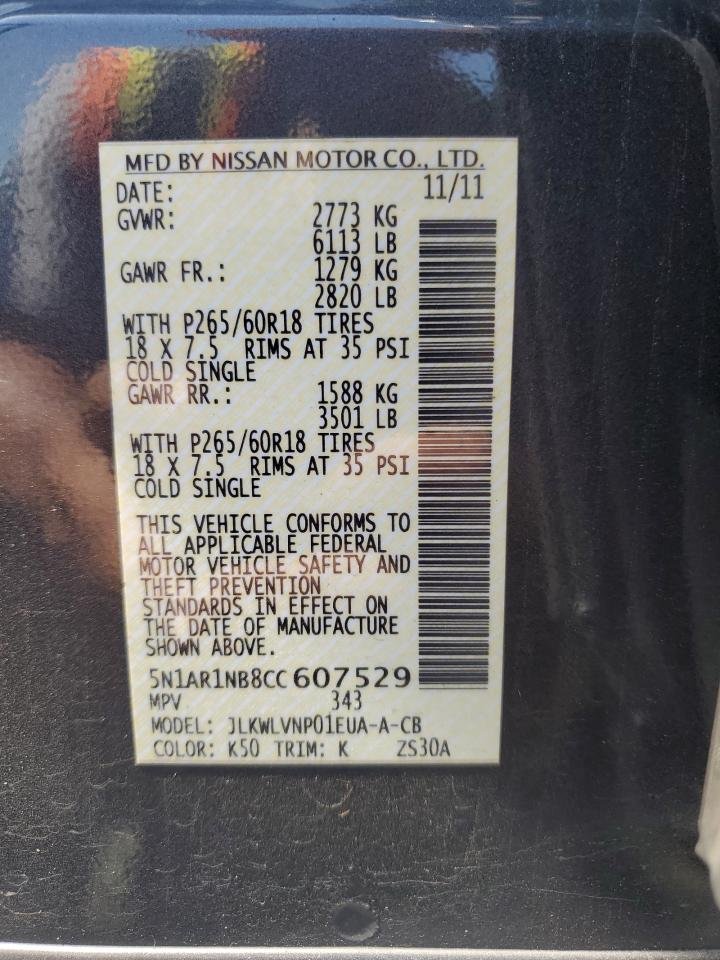 MFD BY NISSAN MOTOR CO., LTD.
DATE: 11/11
GVWR: 2773 KG
6113 LB
GAWR FR.: 1279 KG
2820 LB
WITH P265/60R18 TIRES
18 X 7.5 RIMS AT 35 PSI
COLD SINGLE
GAWR RR.: 1588 KG
3501 LB
WITH P265/60R18 TIRES
18 X 7.5 RIMS AT 35 PSI
COLD SINGLE
THIS VEHICLE CONFORMS TO
ALL APPLICABLE FEDERAL
MOTOR VEHICLE SAFETY AND
THEFT PREVENTION
STANDARDS IN EFFECT ON
THE DATE OF MANUFACTURE
SHOWN ABOVE.
5N1AR1NB8CC607529
MPV 343
MODEL: JLKWLVNP01EUA-A-CB
COLOR: K50 TRIM: K ZS30A